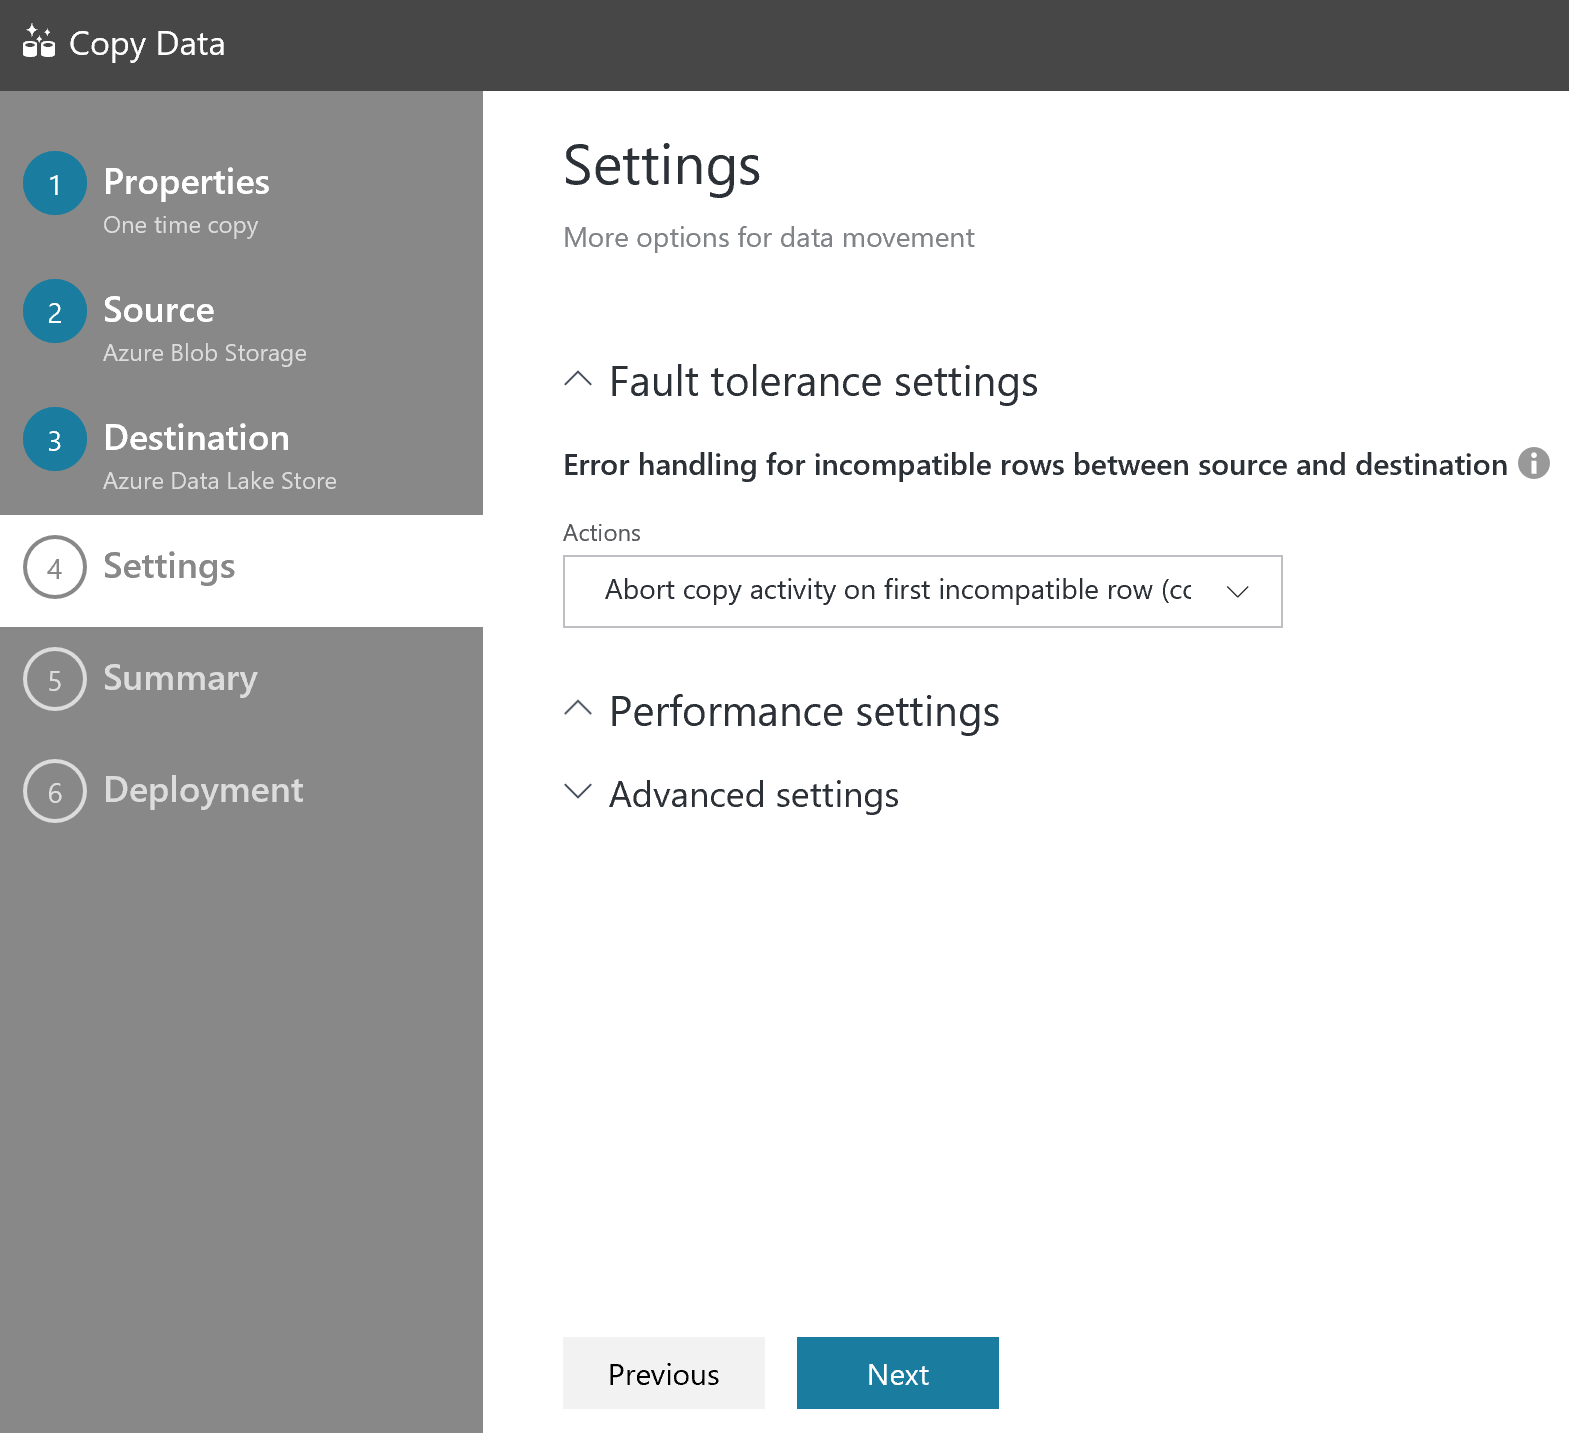 Copy Data
1 Properties
One time copy
2 Source
Azure Blob Storage
3 Destination
Azure Data Lake Store
4 Settings
5 Summary
6 Deployment
Settings
More options for data movement
Fault tolerance settings
Error handling for incompatible rows between source and destination
Actions
Abort copy activity on first incompatible row (cc
Performance settings
Advanced settings
Previous
Next